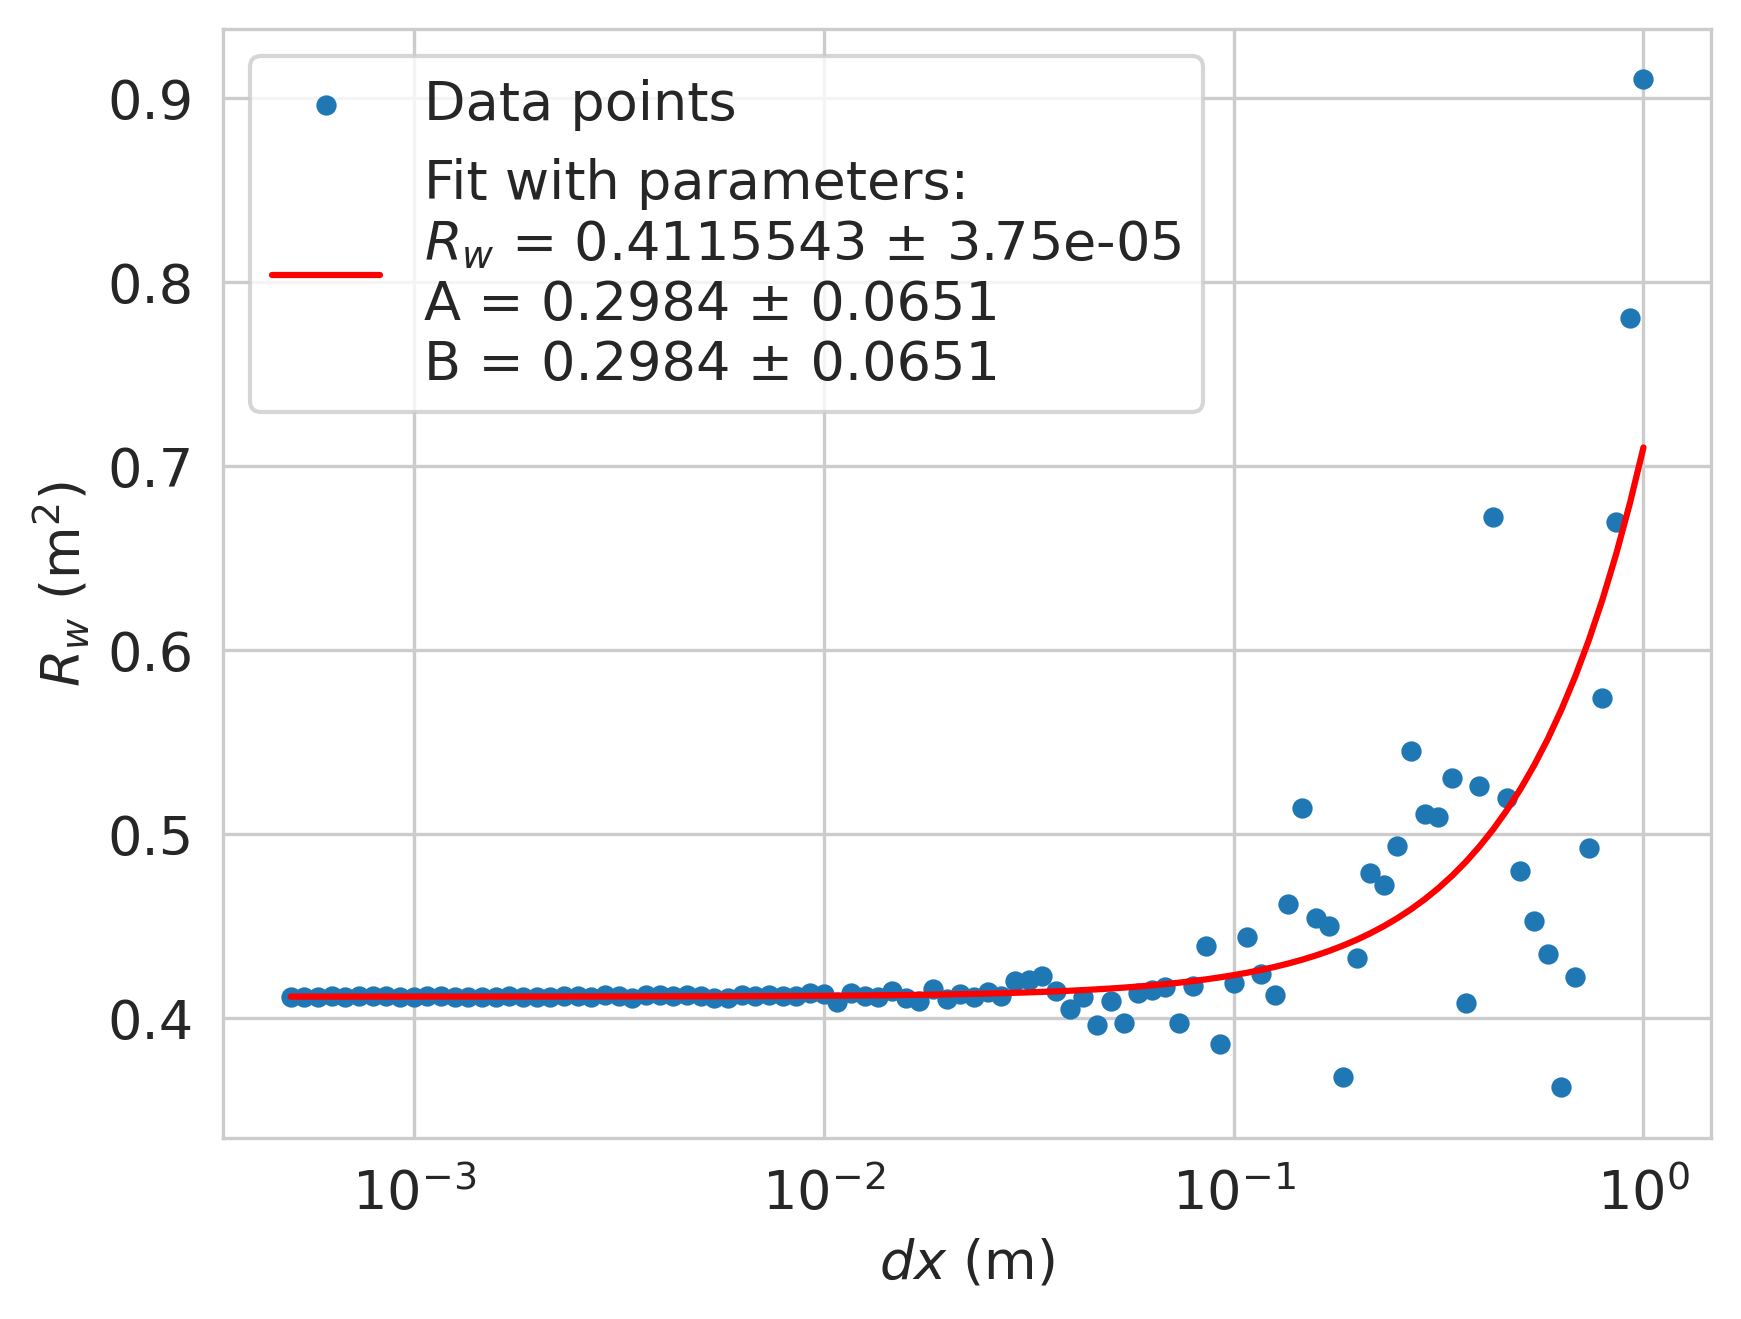 Data points
Fit with parameters:
R_w = 0.4115543 ± 3.75e-05
A = 0.2984 ± 0.0651
B = 0.2984 ± 0.0651
0.9
0.8
0.7
0.6
0.5
0.4
R_w (m²)
10⁻³ 10⁻² 10⁻¹ 10⁰
dx (m)